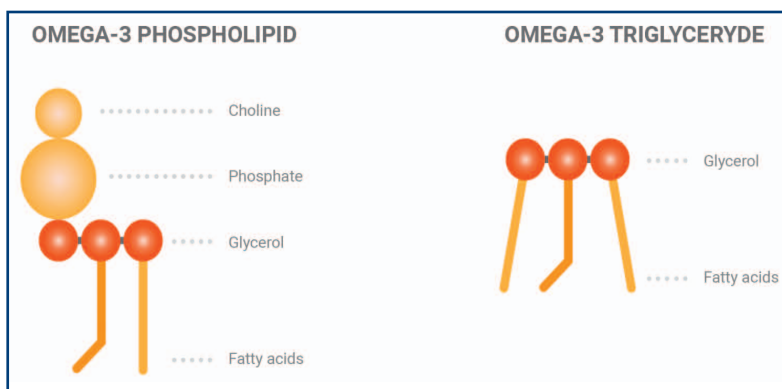 OMEGA-3 PHOSPHOLIPID
Choline
Phosphate
Glycerol
Fatty acids
OMEGA-3 TRIGLYCERYDE
Glycerol
Fatty acids